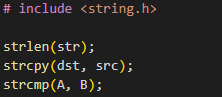 # include <string.h>
strlen(str);
strcpy(dst, src);
strcmp(A, B);